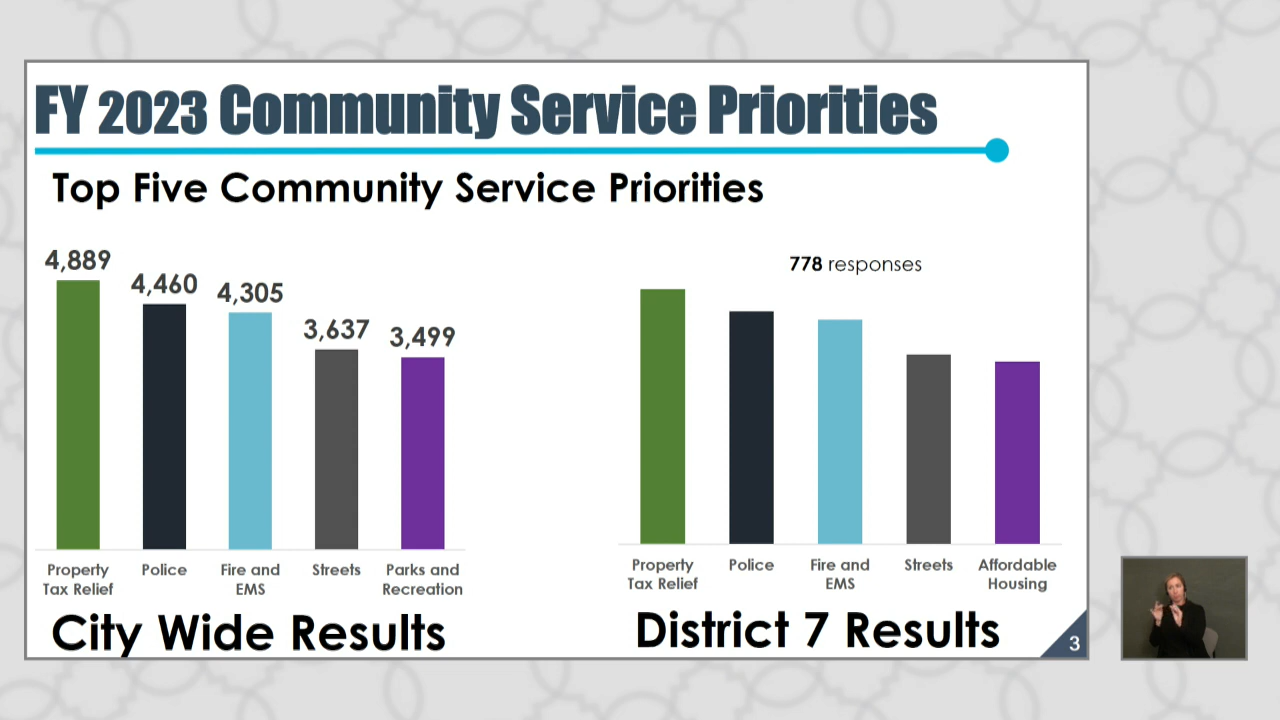 FY 2023 Community Service Priorities
Top Five Community Service Priorities
4,889
4,460
4,305
3,637
3,499
Property
Tax Relief
Police
Fire and
EMS
Streets
Parks and
Recreation
City Wide Results
778 responses
Property
Tax Relief
Police
Fire and
EMS
Streets
Affordable
Housing
District 7 Results
3